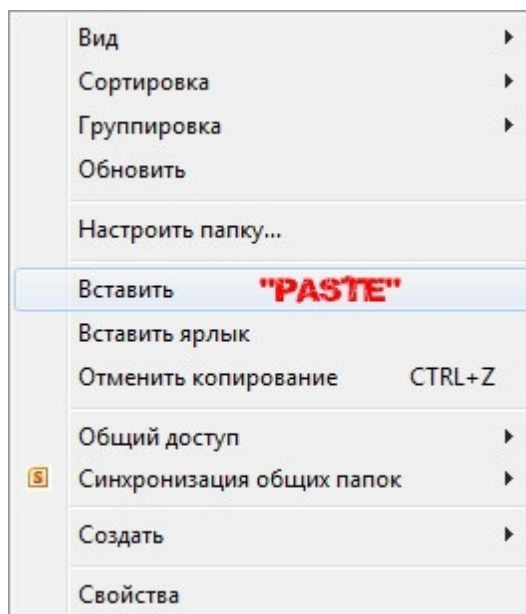 Вид
Сортировка
Группировка
Обновить
Настроить папку...
Вставить "PASTE"
Вставить ярлык
Отменить копирование CTRL+Z
Общий доступ
S Синхронизация общих папок
Создать
Свойства